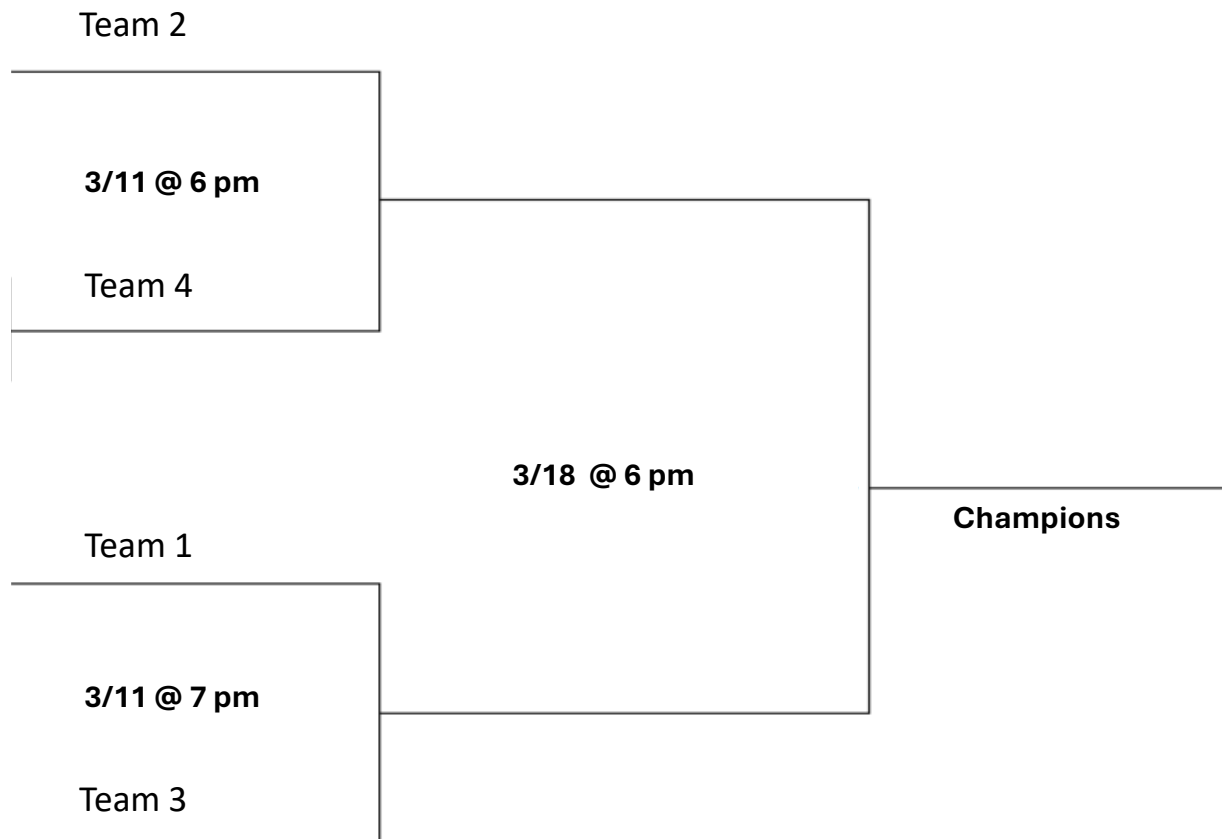 Team 2
3/11 @ 6 pm
Team 4
3/18 @ 6 pm
Champions
Team 1
3/11 @ 7 pm
Team 3